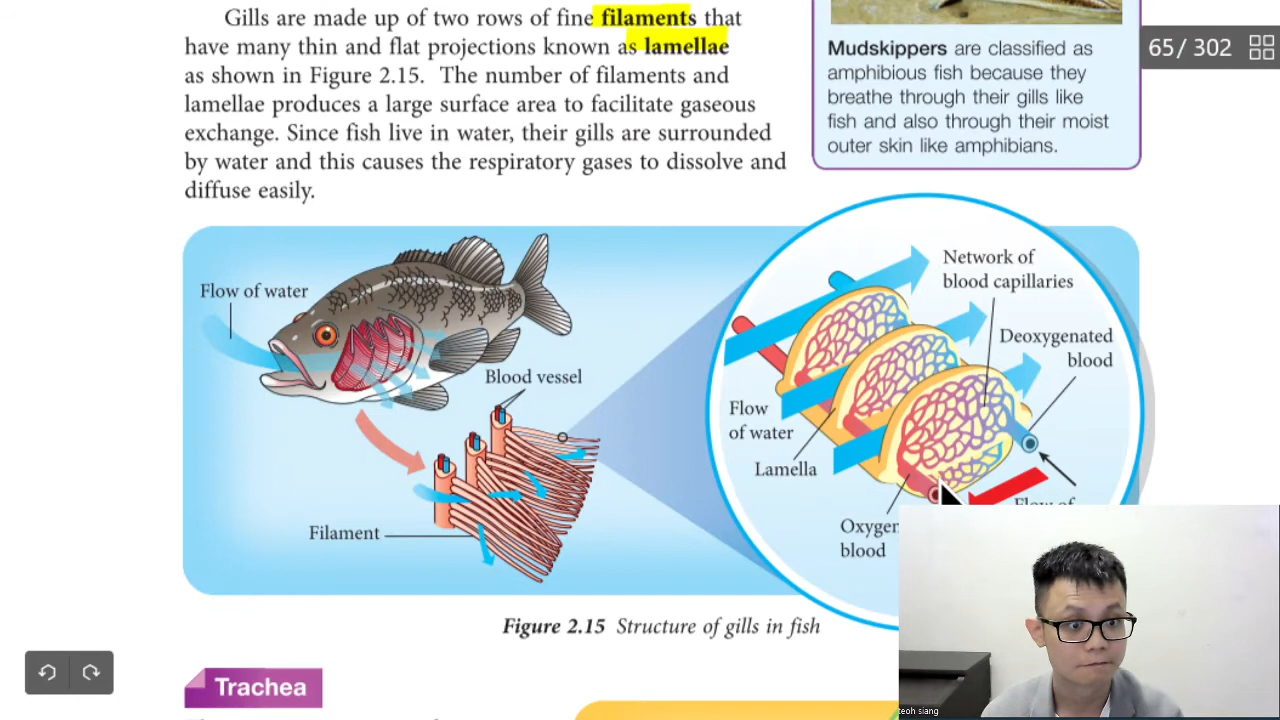 Gills are made up of two rows of fine filaments that
have many thin and flat projections known as lamellae
as shown in Figure 2.15. The number of filaments and
lamellae produces a large surface area to facilitate gaseous
exchange. Since fish live in water, their gills are surrounded
by water and this causes the respiratory gases to dissolve and
diffuse easily.
Mudskippers are classified as
amphibious fish because they
breathe through their gills like
fish and also through their moist
outer skin like amphibians.
65/ 302
Flow of water
Blood vessel
Filament
Network of
blood capillaries
Deoxygenated
blood
Flow
of water
Lamella
Flow of
blood
Figure 2.15 Structure of gills in fish
Trachea
teoh siang